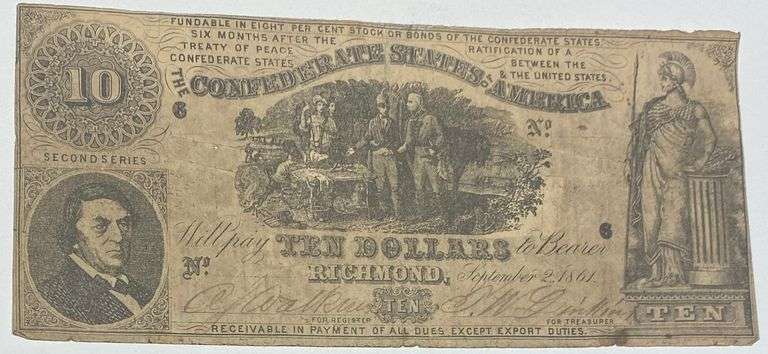 FUNDABLE IN EIGHT PER CENT STOCK OR BONDS OF THE CONFEDERATE STATES
SIX MONTHS AFTER THE RATIFICATION OF A
TREATY OF PEACE BETWEEN THE
CONFEDERATE STATES & THE UNITED STATES.
THE CONFEDERATE STATES OF AMERICA
10
6
No.
SECOND SERIES
6
Will pay TEN DOLLARS to Bearer
No.
RICHMOND, September 2, 1861.
TEN
FOR REGISTER
FOR TREASURER
TEN
RECEIVABLE IN PAYMENT OF ALL DUES EXCEPT EXPORT DUTIES.